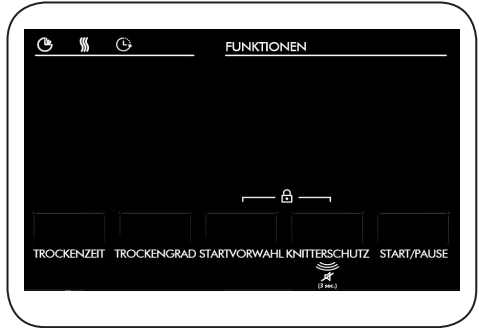 FUNKTIONEN
TROCKENZEIT TROCKENGRAD STARTVORWAHL KNITTERSCHUTZ START/PAUSE
(3 sec.)